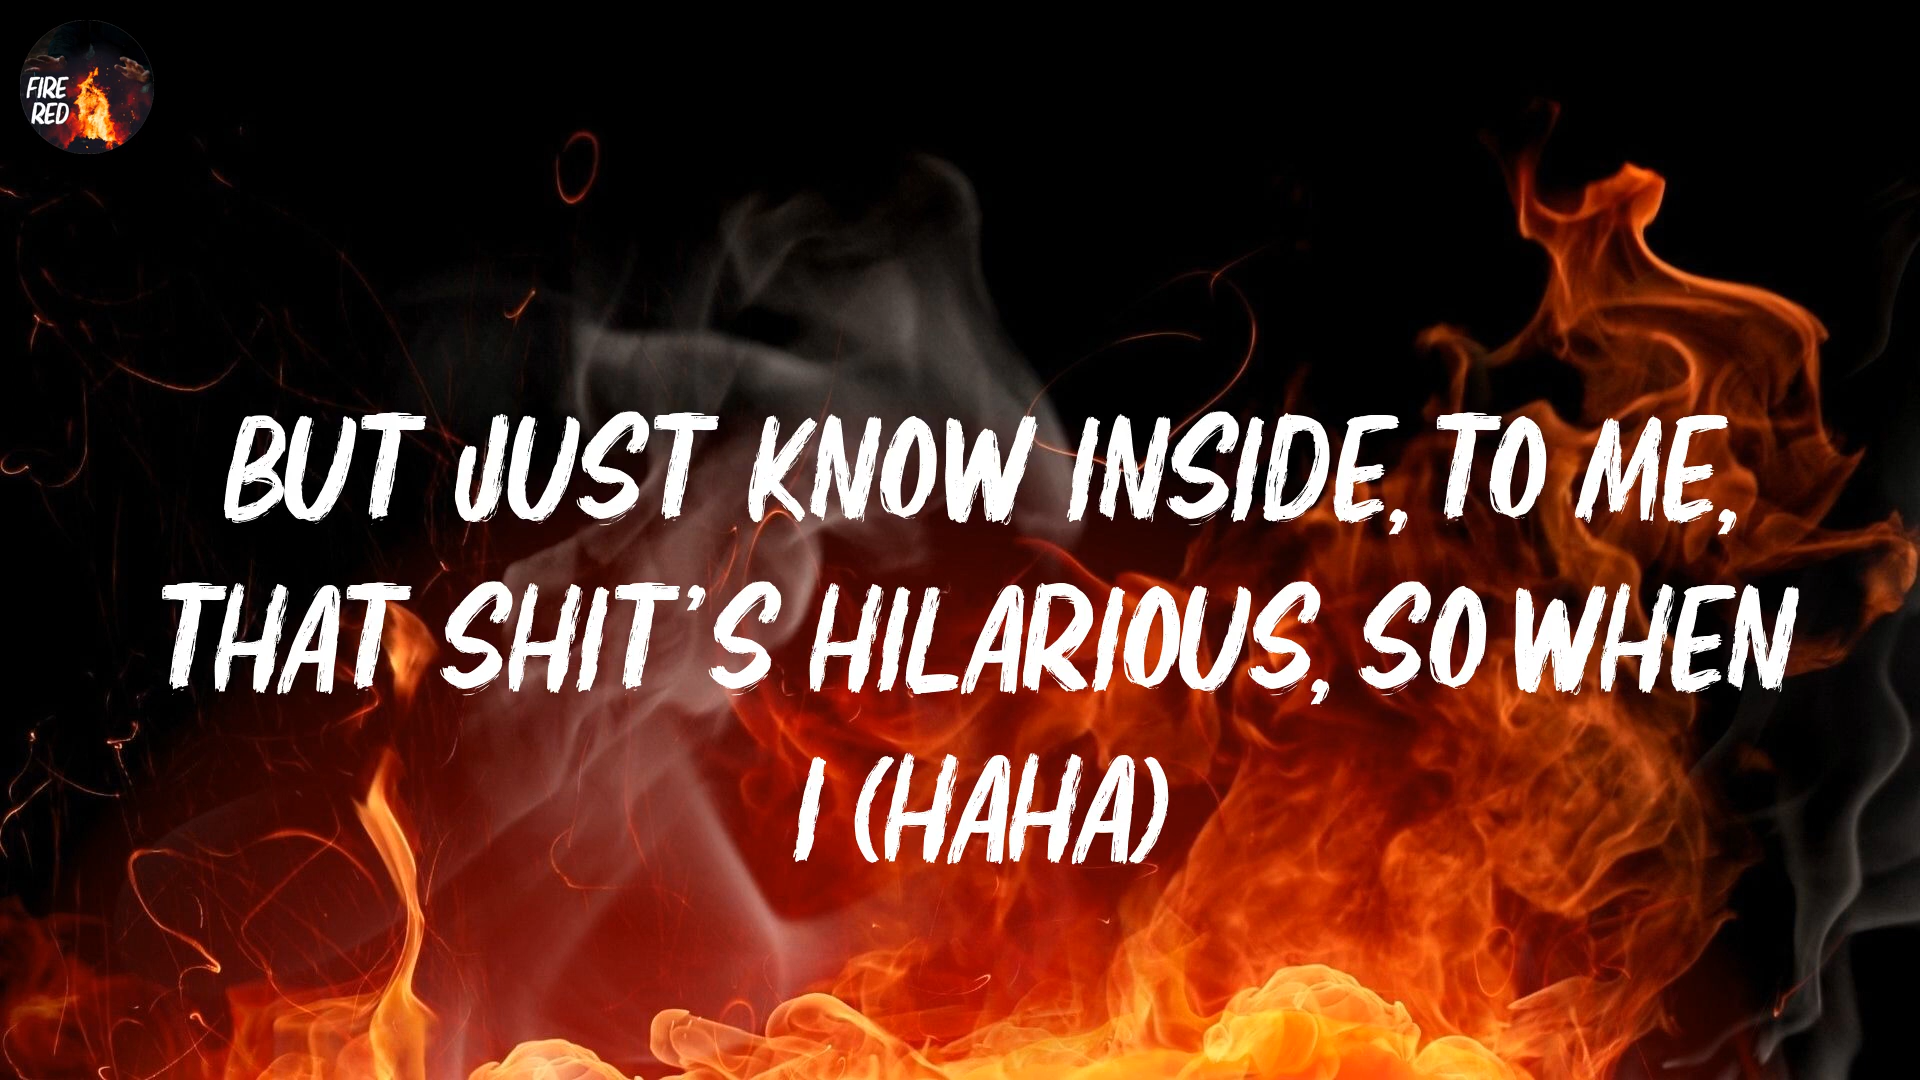 FIRE
RED
BUT JUST KNOW INSIDE, TO ME,
THAT SHIT'S HILARIOUS, SO WHEN
I (HAHA)